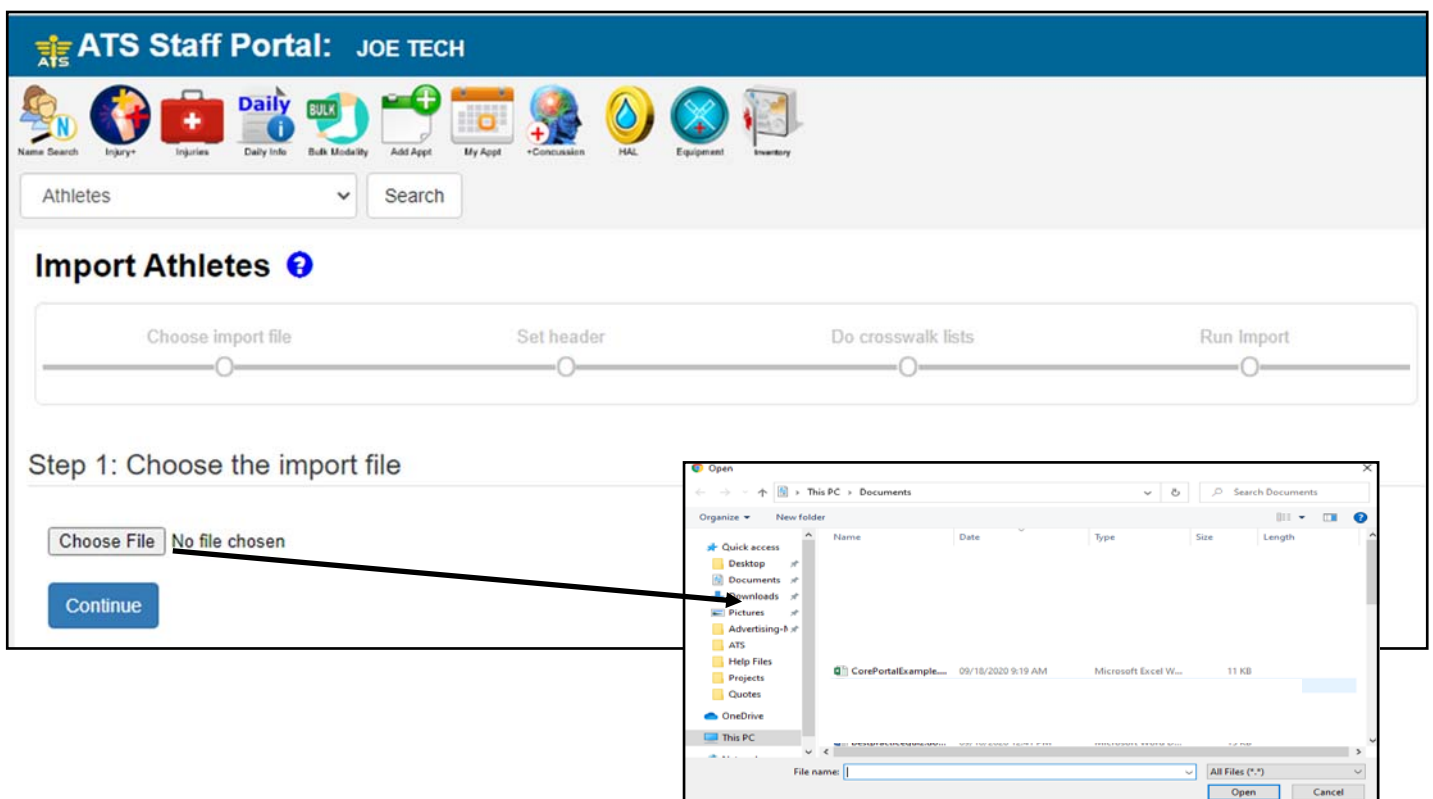 ATS Staff Portal: JOE TECH
ATS
N
Daily
BULK
Name Search Injury+ Injuries Daily Info Bulk Modality Add Appt My Appt +Concussion HAL Equipment Inventory
Athletes Search
Import Athletes ?
Choose import file Set header Do crosswalk lists Run Import
Step 1: Choose the import file
Choose File No file chosen
Continue
Open
This PC > Documents Search Documents
Organize New folder
Name Date Type Size Length
Quick access
Desktop
Documents
Downloads
Pictures
Advertising-
ATS
Help Files
CorePortalExample.... 09/18/2020 9:19 AM Microsoft Excel W... 11 KB
Projects
Quotes
OneDrive
This PC
File name: All Files (*.*)
Open Cancel